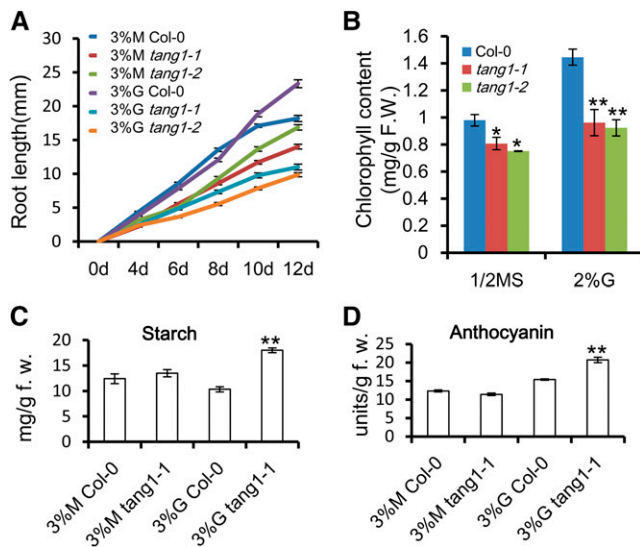 A
Root length(mm)
35
30
25
20
15
10
5
0
0d 4d 6d 8d 10d 12d
3%M Col-0
3%M tang1-1
3%M tang1-2
3%G Col-0
3%G tang1-1
3%G tang1-2
B
Chlorophyll content
(mg/g F.W.)
1.6
1.4
1.2
1
0.8
0.6
0.4
0.2
0
Col-0
tang1-1
tang1-2
* *
** **
1/2MS 2%G
C
Starch
mg/g f. w.
20
15
10
5
0
**
3%M Col-0
3%M tang1-1
3%G Col-0
3%G tang1-1
D
Anthocyanin
units/g f. w.
25
20
15
10
5
0
**
3%M Col-0
3%M tang1-1
3%G Col-0
3%G tang1-1